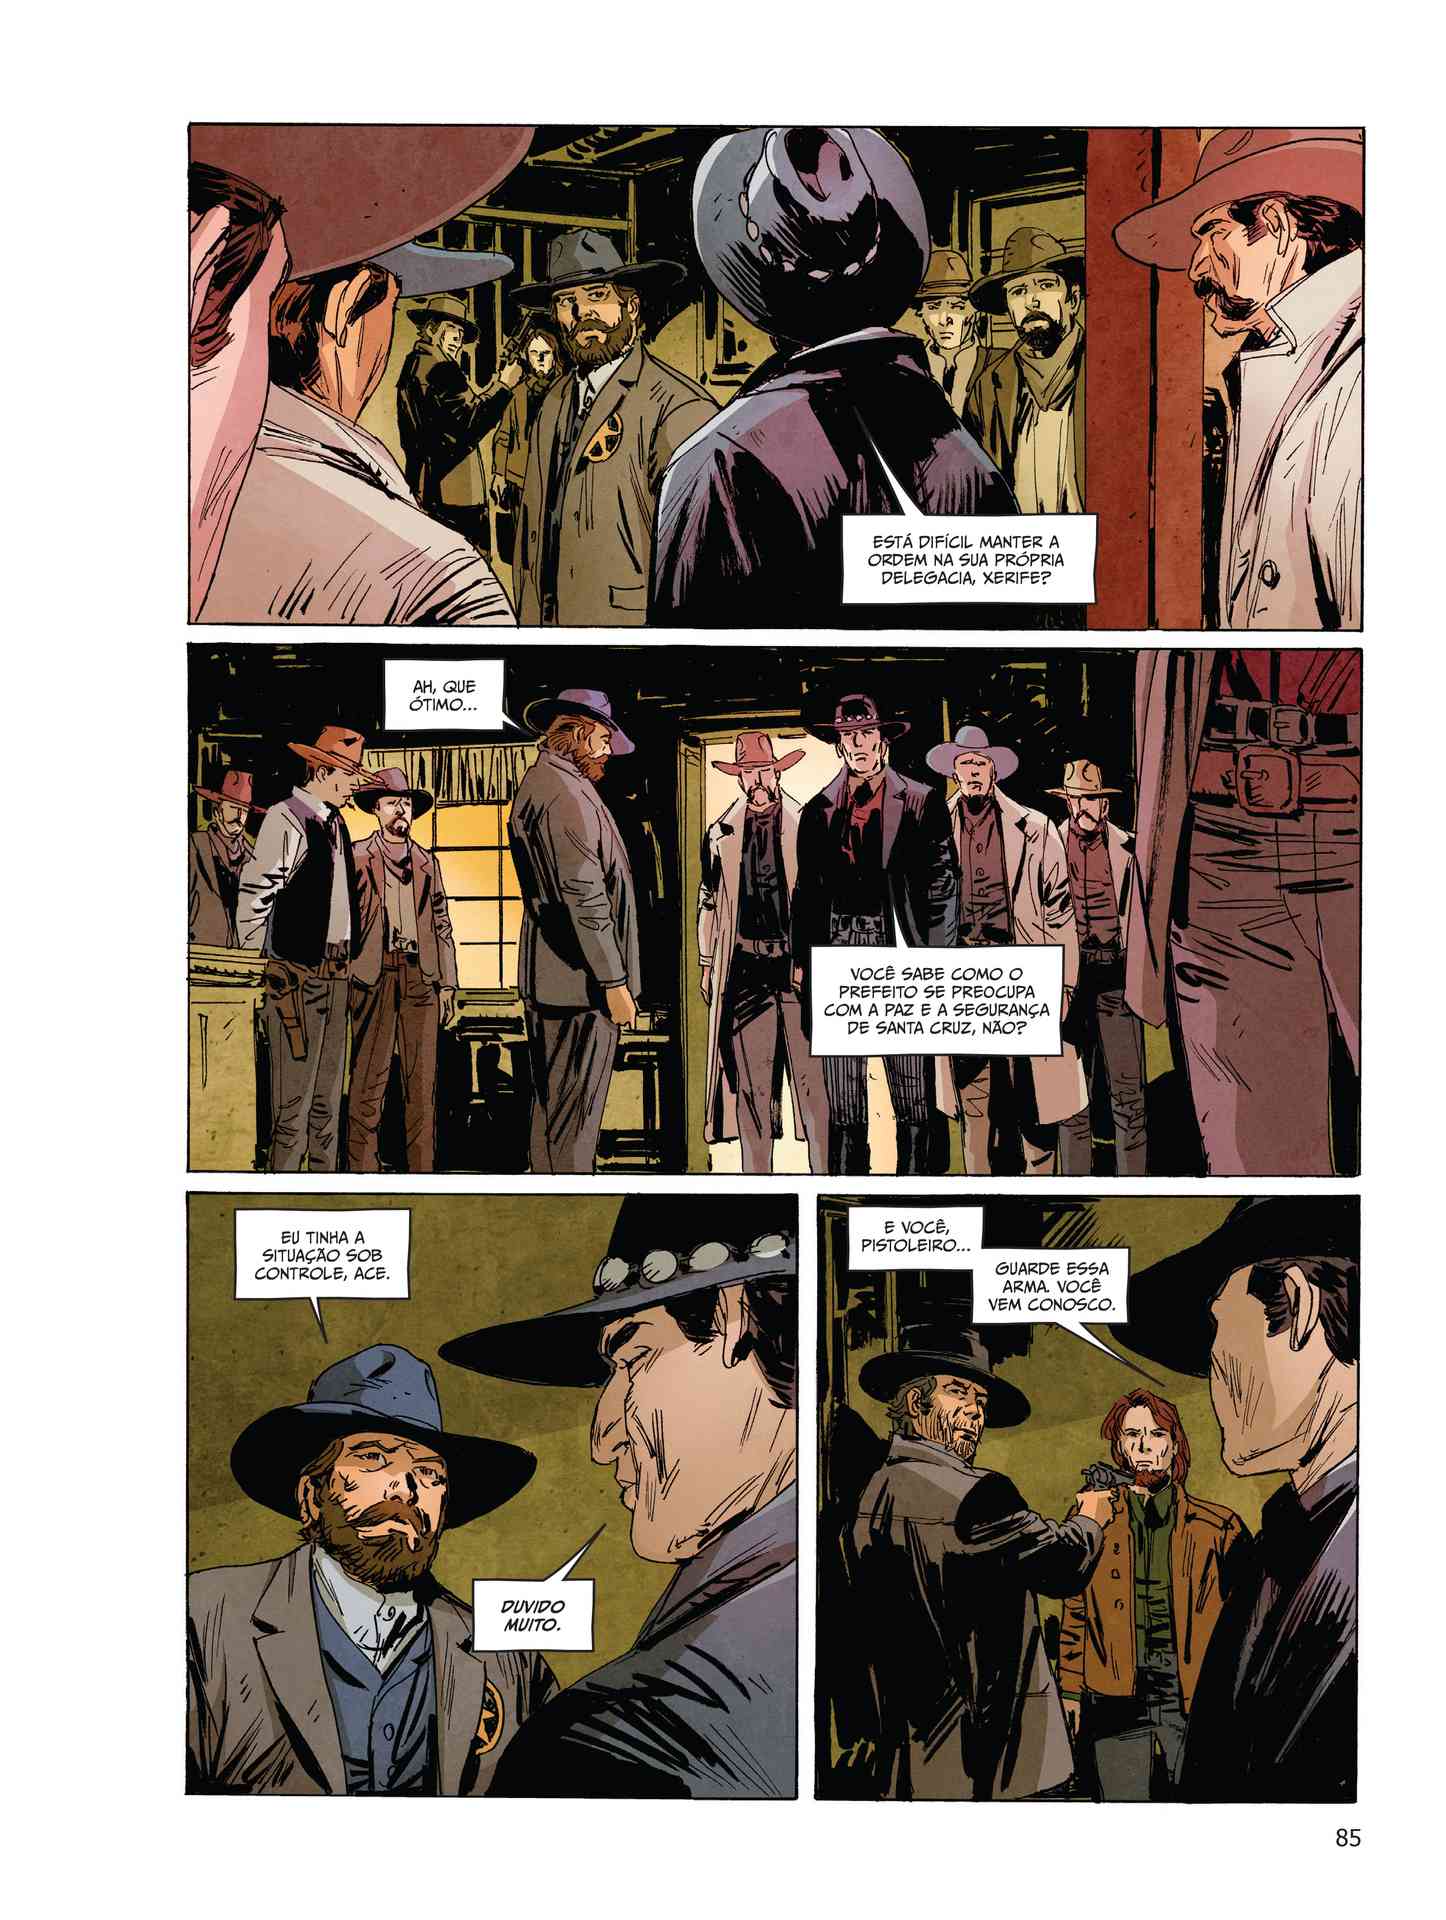 ESTÁ DIFÍCIL MANTER A
ORDEM NA SUA PRÓPRIA
DELEGACIA, XERIFE?
AH, QUE
ÓTIMO...
VOCÊ SABE COMO O
PREFEITO SE PREOCUPA
COM A PAZ E A SEGURANÇA
DE SANTA CRUZ, NÃO?
EU TINHA A
SITUAÇÃO SOB
CONTROLE, ACE.
DUVIDO
MUITO.
E VOCÊ,
PISTOLEIRO...
GUARDE ESSA
ARMA. VOCÊ
VEM CONOSCO.
85